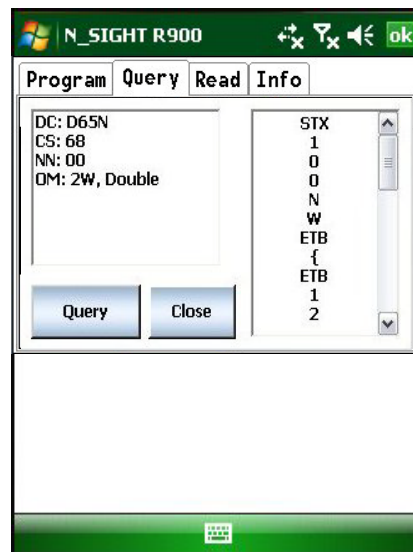 N_SIGHT R900
ok
Program Query Read Info
DC: D65N
CS: 68
NN: 00
OM: 2W, Double
STX
1
0
0
N
W
ETB
{
ETB
1
2
Query
Close